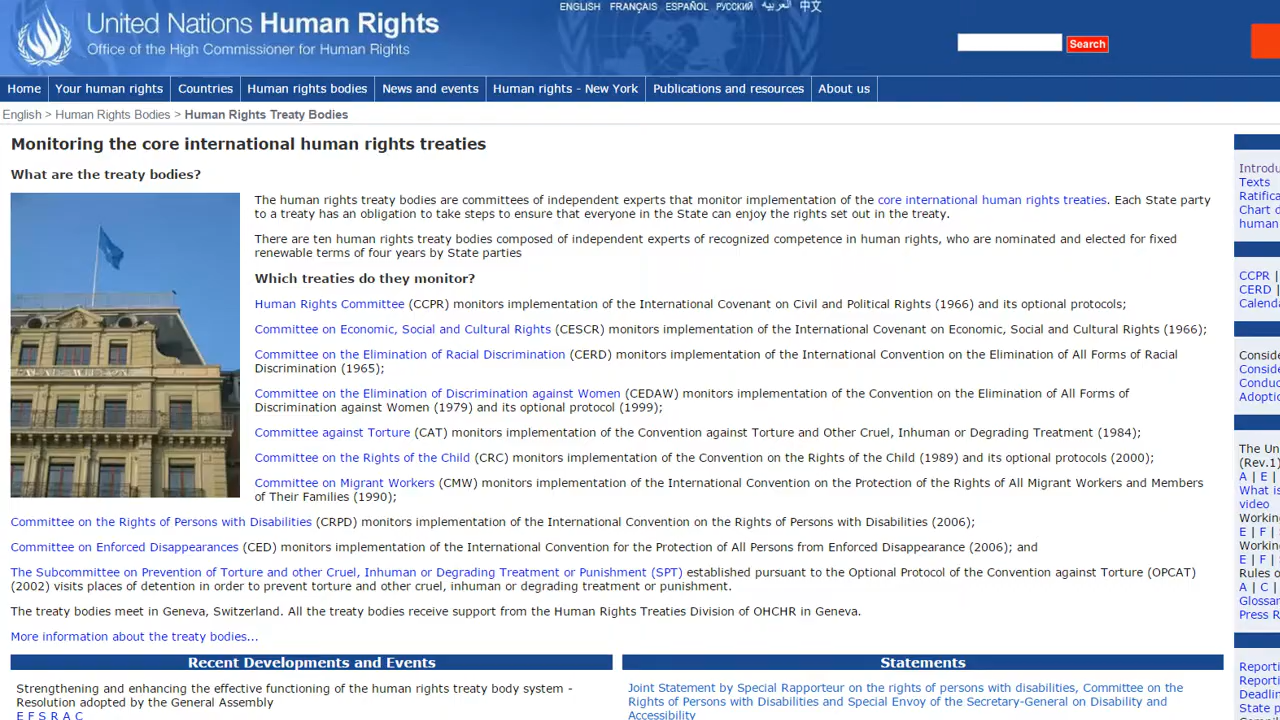 ENGLISH FRANÇAIS ESPAÑOL РУССКИЙ العربية 中文
United Nations Human Rights
Office of the High Commissioner for Human Rights
Search
Home Your human rights Countries Human rights bodies News and events Human rights - New York Publications and resources About us
English > Human Rights Bodies > Human Rights Treaty Bodies
Monitoring the core international human rights treaties
What are the treaty bodies?
The human rights treaty bodies are committees of independent experts that monitor implementation of the core international human rights treaties. Each State party
to a treaty has an obligation to take steps to ensure that everyone in the State can enjoy the rights set out in the treaty.
There are ten human rights treaty bodies composed of independent experts of recognized competence in human rights, who are nominated and elected for fixed
renewable terms of four years by State parties
Which treaties do they monitor?
Human Rights Committee (CCPR) monitors implementation of the International Covenant on Civil and Political Rights (1966) and its optional protocols;
Committee on Economic, Social and Cultural Rights (CESCR) monitors implementation of the International Covenant on Economic, Social and Cultural Rights (1966);
Committee on the Elimination of Racial Discrimination (CERD) monitors implementation of the International Convention on the Elimination of All Forms of Racial
Discrimination (1965);
Committee on the Elimination of Discrimination against Women (CEDAW) monitors implementation of the Convention on the Elimination of All Forms of
Discrimination against Women (1979) and its optional protocol (1999);
Committee against Torture (CAT) monitors implementation of the Convention against Torture and Other Cruel, Inhuman or Degrading Treatment (1984);
Committee on the Rights of the Child (CRC) monitors implementation of the Convention on the Rights of the Child (1989) and its optional protocols (2000);
Committee on Migrant Workers (CMW) monitors implementation of the International Convention on the Protection of the Rights of All Migrant Workers and Members
of Their Families (1990);
Committee on the Rights of Persons with Disabilities (CRPD) monitors implementation of the International Convention on the Rights of Persons with Disabilities (2006);
Committee on Enforced Disappearances (CED) monitors implementation of the International Convention for the Protection of All Persons from Enforced Disappearance (2006); and
The Subcommittee on Prevention of Torture and other Cruel, Inhuman or Degrading Treatment or Punishment (SPT) established pursuant to the Optional Protocol of the Convention against Torture (OPCAT)
(2002) visits places of detention in order to prevent torture and other cruel, inhuman or degrading treatment or punishment.
The treaty bodies meet in Geneva, Switzerland. All the treaty bodies receive support from the Human Rights Treaties Division of OHCHR in Geneva.
More information about the treaty bodies...
Recent Developments and Events
Strengthening and enhancing the effective functioning of the human rights treaty body system -
Resolution adopted by the General Assembly
E F S R A C
Statements
Joint Statement by Special Rapporteur on the rights of persons with disabilities, Committee on the
Rights of Persons with Disabilities and Special Envoy of the Secretary-General on Disability and
Accessibility
Texts
human
CCPR |
CERD |
The Un
(Rev.1)
A | E |
What is
video
E | F |
E | F |
Rules o
A | C |
Press R
State p